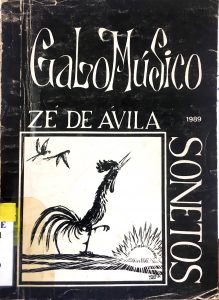 GaLoMúSico
ZÉ DE ÁVILA
1989
SONETOS